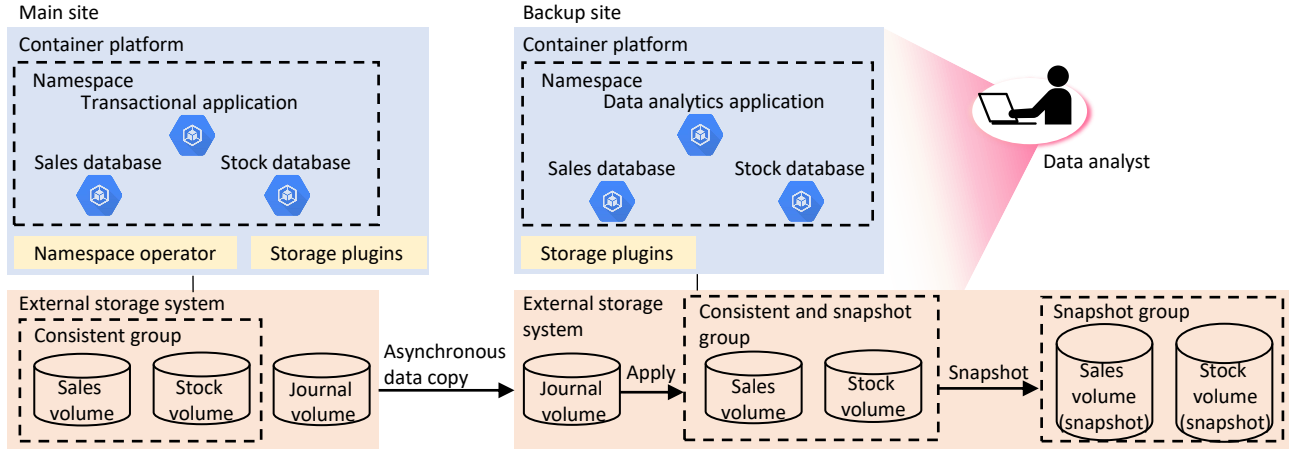 Main site
Container platform
Namespace
Transactional application
Sales database
Stock database
Namespace operator
Storage plugins
External storage system
Consistent group
Sales
volume
Stock
volume
Journal
volume
Asynchronous
data copy
Backup site
Container platform
Namespace
Data analytics application
Sales database
Stock database
Storage plugins
Data analyst
External storage
system
Journal
volume
Apply
Consistent and snapshot
group
Sales
volume
Stock
volume
Snapshot
Snapshot group
Sales
volume
(snapshot)
Stock
volume
(snapshot)